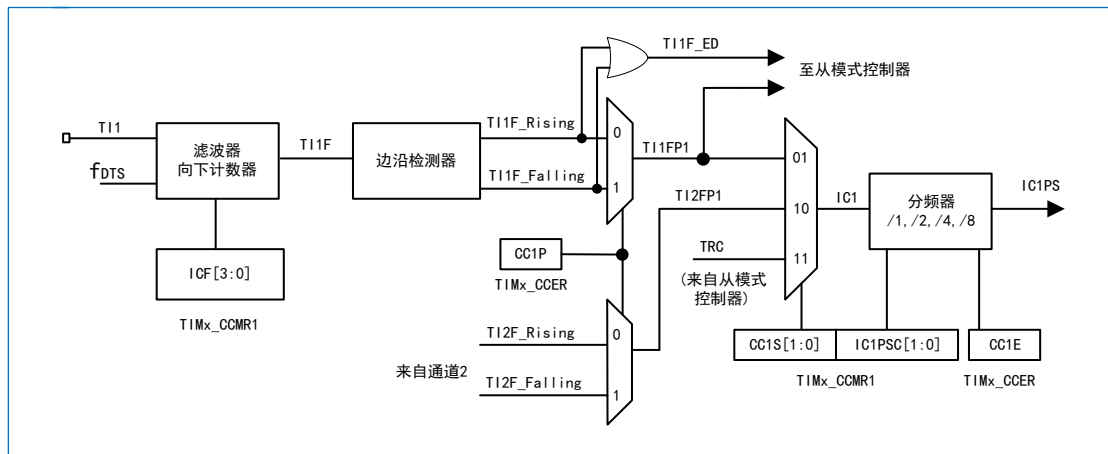 TI1F_ED
至从模式控制器
TI1
fDTS
滤波器
向下计数器
TI1F
边沿检测器
TI1F_Rising
TI1F_Falling
0
1
TI1FP1
TI2FP1
TRC
(来自从模式
控制器)
01
10
11
IC1
分频器
/1,/2,/4,/8
IC1PS
ICF[3:0]
TIMx_CCMR1
CC1P
TIMx_CCER
TI2F_Rising
TI2F_Falling
来自通道2
0
1
CC1S[1:0]
IC1PSC[1:0]
CC1E
TIMx_CCMR1
TIMx_CCER